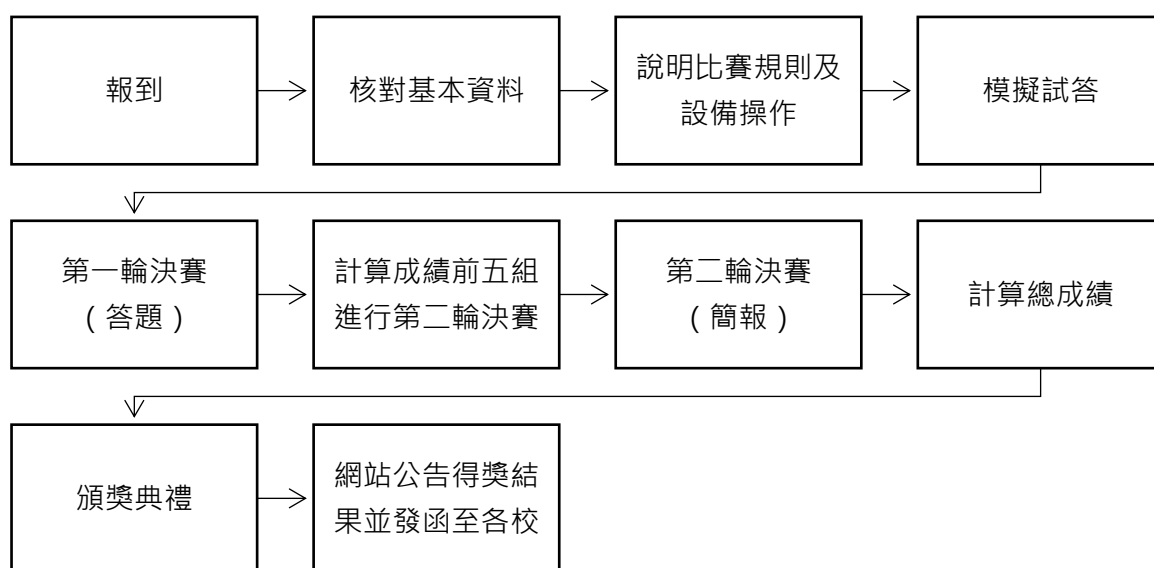 報到
核對基本資料
說明比賽規則及
設備操作
模擬試答
第一輪決賽
(答題)
計算成績前五組
進行第二輪決賽
第二輪決賽
(簡報)
計算總成績
頒獎典禮
網站公告得獎結
果並發函至各校